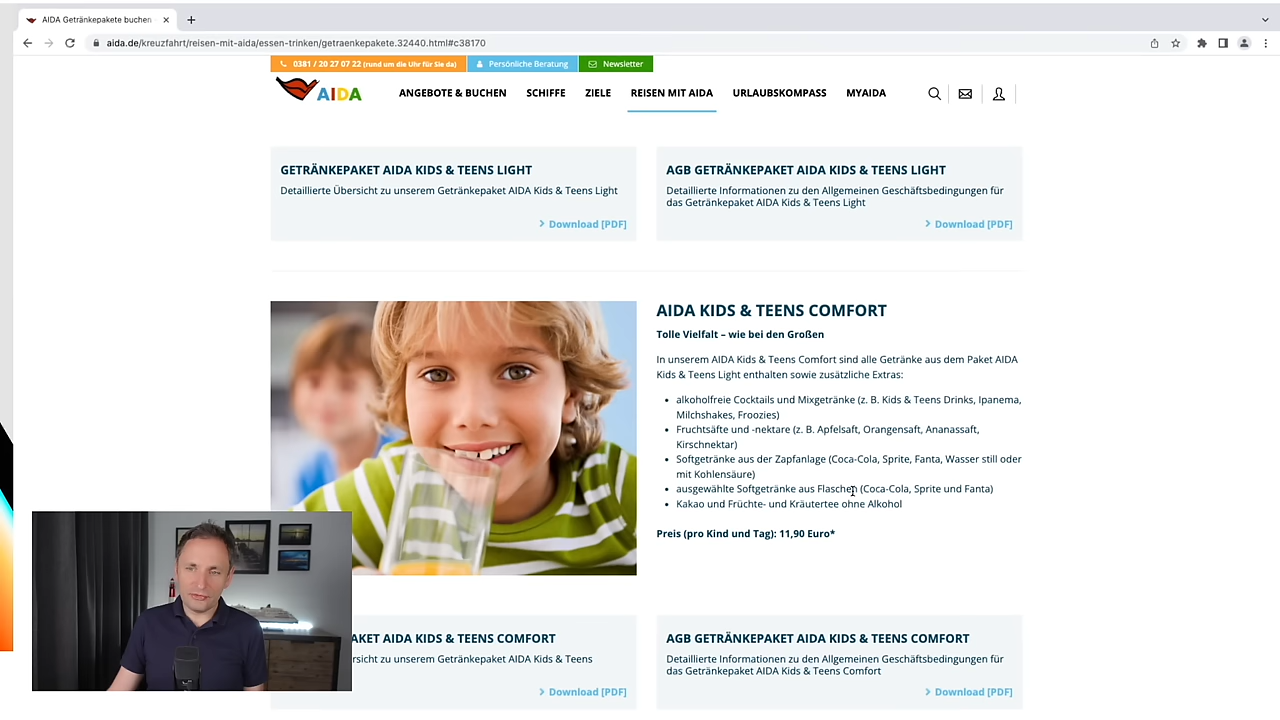 AIDA Getränkepakete buchen
aida.de/kreuzfahrt/reisen-mit-aida/essen-trinken/getraenkepakete.32440.html#c38170
0381 / 20 27 07 22 (rund um die Uhr für Sie da) Persönliche Beratung Newsletter
AIDA ANGEBOTE & BUCHEN SCHIFFE ZIELE REISEN MIT AIDA URLAUBSKOMPASS MYAIDA
GETRÄNKEPAKET AIDA KIDS & TEENS LIGHT
Detaillierte Übersicht zu unserem Getränkepaket AIDA Kids & Teens Light
Download [PDF]
AGB GETRÄNKEPAKET AIDA KIDS & TEENS LIGHT
Detaillierte Informationen zu den Allgemeinen Geschäftsbedingungen für
das Getränkepaket AIDA Kids & Teens Light
Download [PDF]
AIDA KIDS & TEENS COMFORT
Tolle Vielfalt – wie bei den Großen
In unserem AIDA Kids & Teens Comfort sind alle Getränke aus dem Paket AIDA
Kids & Teens Light enthalten sowie zusätzliche Extras:
• alkoholfreie Cocktails und Mixgetränke (z. B. Kids & Teens Drinks, Ipanema,
Milchshakes, Froozies)
• Fruchtsäfte und -nektare (z. B. Apfelsaft, Orangensaft, Ananassaft,
Kirschnektar)
• Softgetränke aus der Zapfanlage (Coca-Cola, Sprite, Fanta, Wasser still oder
mit Kohlensäure)
• ausgewählte Softgetränke aus Flaschen (Coca-Cola, Sprite und Fanta)
• Kakao und Früchte- und Kräutertee ohne Alkohol
Preis (pro Kind und Tag): 11,90 Euro*
AKET AIDA KIDS & TEENS COMFORT
rsicht zu unserem Getränkepaket AIDA Kids & Teens
Download [PDF]
AGB GETRÄNKEPAKET AIDA KIDS & TEENS COMFORT
Detaillierte Informationen zu den Allgemeinen Geschäftsbedingungen für
das Getränkepaket AIDA Kids & Teens Comfort
Download [PDF]